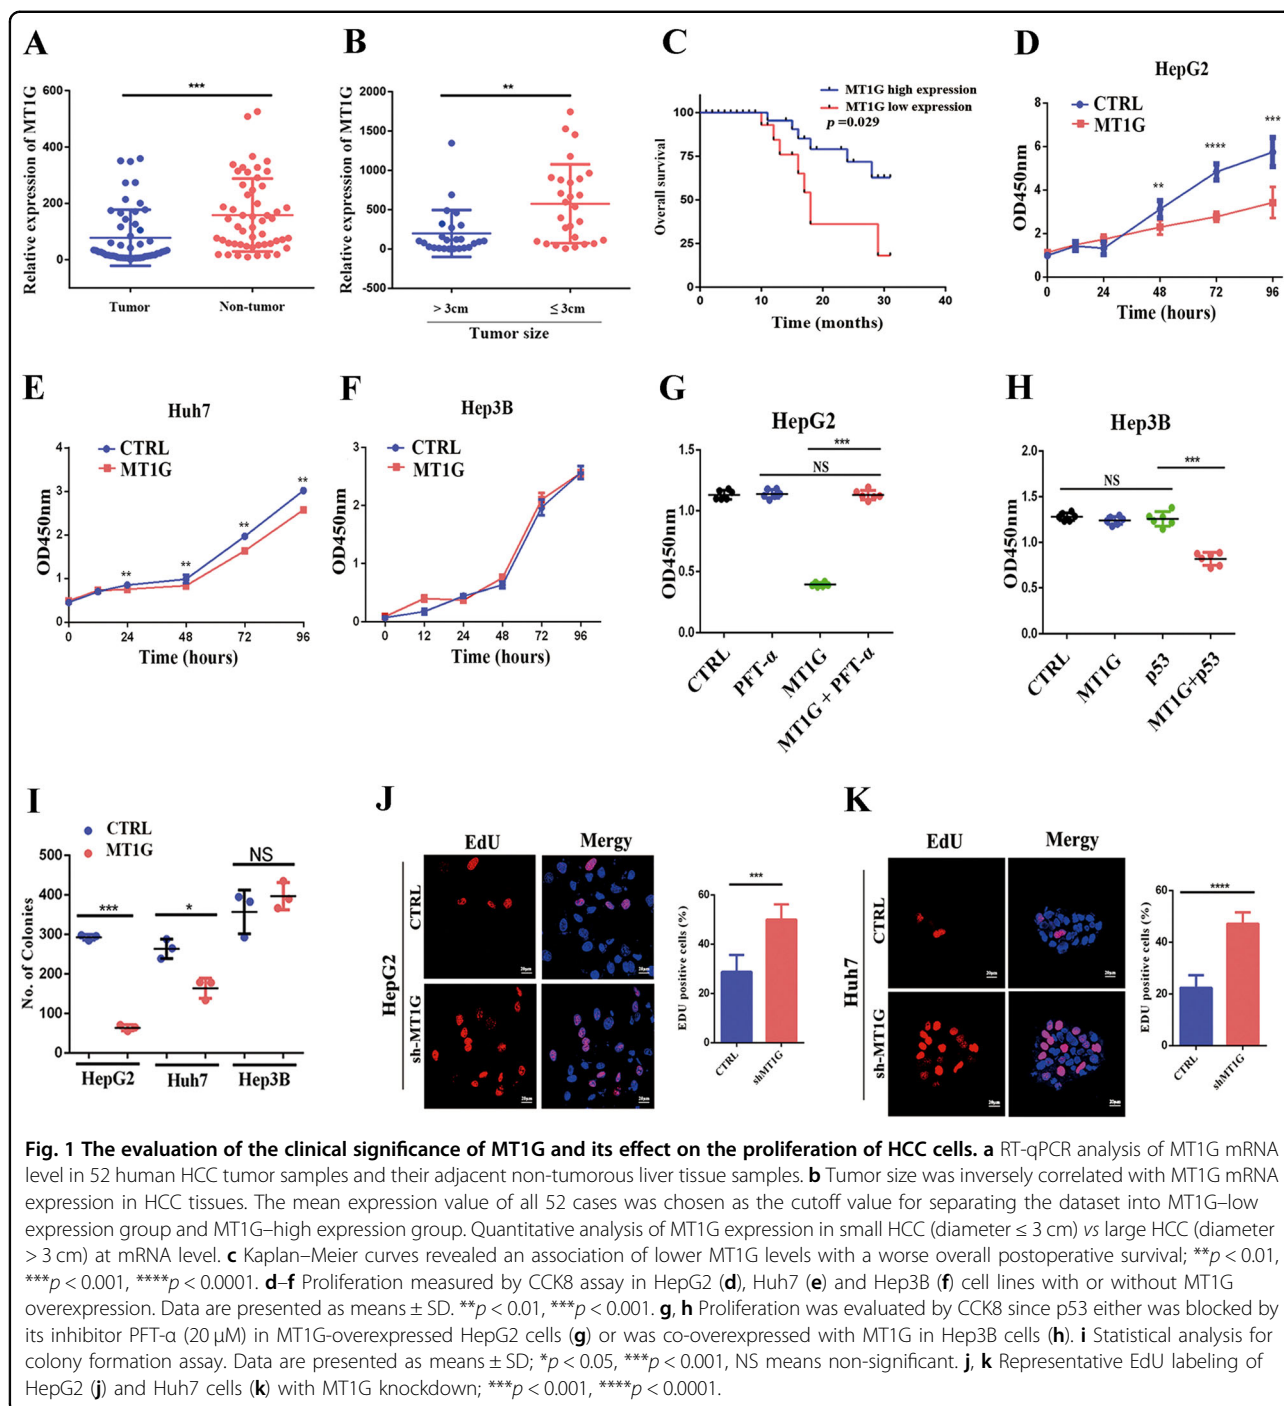 A
***
Relative expression of MT1G
600
400
200
0
Tumor
Non-tumor
B
**
Relative expression of MT1G
2000
1500
1000
500
0
-500
> 3cm
≤ 3cm
Tumor size
C
MT1G high expression
MT1G low expression
p =0.029
Overall survival
100
75
50
25
0
0
10
20
30
40
Time (months)
D
HepG2
CTRL
MT1G
OD450nm
8
6
4
2
0
**
****
***
0
24
48
72
96
Time (hours)
E
Huh7
CTRL
MT1G
OD450nm
4
3
2
1
0
**
**
**
**
0
24
48
72
96
Time (hours)
F
Hep3B
CTRL
MT1G
OD450nm
3
2
1
0
0
12
24
48
72
96
Time (hours)
G
HepG2
***
NS
OD450nm
1.5
1.0
0.5
0.0
CTRL
PFT-α
MT1G
MT1G + PFT-α
H
Hep3B
***
NS
OD450nm
2.0
1.5
1.0
0.5
0.0
CTRL
MT1G
p53
MT1G+p53
I
CTRL
MT1G
No. of Colonies
500
400
300
200
100
0
***
*
NS
HepG2
Huh7
Hep3B
J
EdU
Mergy
HepG2
CTRL
sh-MT1G
20μm
20μm
20μm
20μm
EDU positive cells (%)
60
40
20
0
***
CTRL
shMT1G
K
EdU
Mergy
Huh7
CTRL
sh-MT1G
20μm
20μm
20μm
20μm
EDU positive cells (%)
60
40
20
0
****
CTRL
shMT1G
Fig. 1 The evaluation of the clinical significance of MT1G and its effect on the proliferation of HCC cells. a RT-qPCR analysis of MT1G mRNA
level in 52 human HCC tumor samples and their adjacent non-tumorous liver tissue samples. b Tumor size was inversely correlated with MT1G mRNA
expression in HCC tissues. The mean expression value of all 52 cases was chosen as the cutoff value for separating the dataset into MT1G–low
expression group and MT1G–high expression group. Quantitative analysis of MT1G expression in small HCC (diameter ≤ 3 cm) vs large HCC (diameter
> 3 cm) at mRNA level. c Kaplan–Meier curves revealed an association of lower MT1G levels with a worse overall postoperative survival; **p < 0.01,
***p < 0.001, ****p < 0.0001. d–f Proliferation measured by CCK8 assay in HepG2 (d), Huh7 (e) and Hep3B (f) cell lines with or without MT1G
overexpression. Data are presented as means ± SD. **p < 0.01, ***p < 0.001. g, h Proliferation was evaluated by CCK8 since p53 either was blocked by
its inhibitor PFT-α (20 μM) in MT1G-overexpressed HepG2 cells (g) or was co-overexpressed with MT1G in Hep3B cells (h). i Statistical analysis for
colony formation assay. Data are presented as means ± SD; *p < 0.05, ***p < 0.001, NS means non-significant. j, k Representative EdU labeling of
HepG2 (j) and Huh7 cells (k) with MT1G knockdown; ***p < 0.001, ****p < 0.0001.